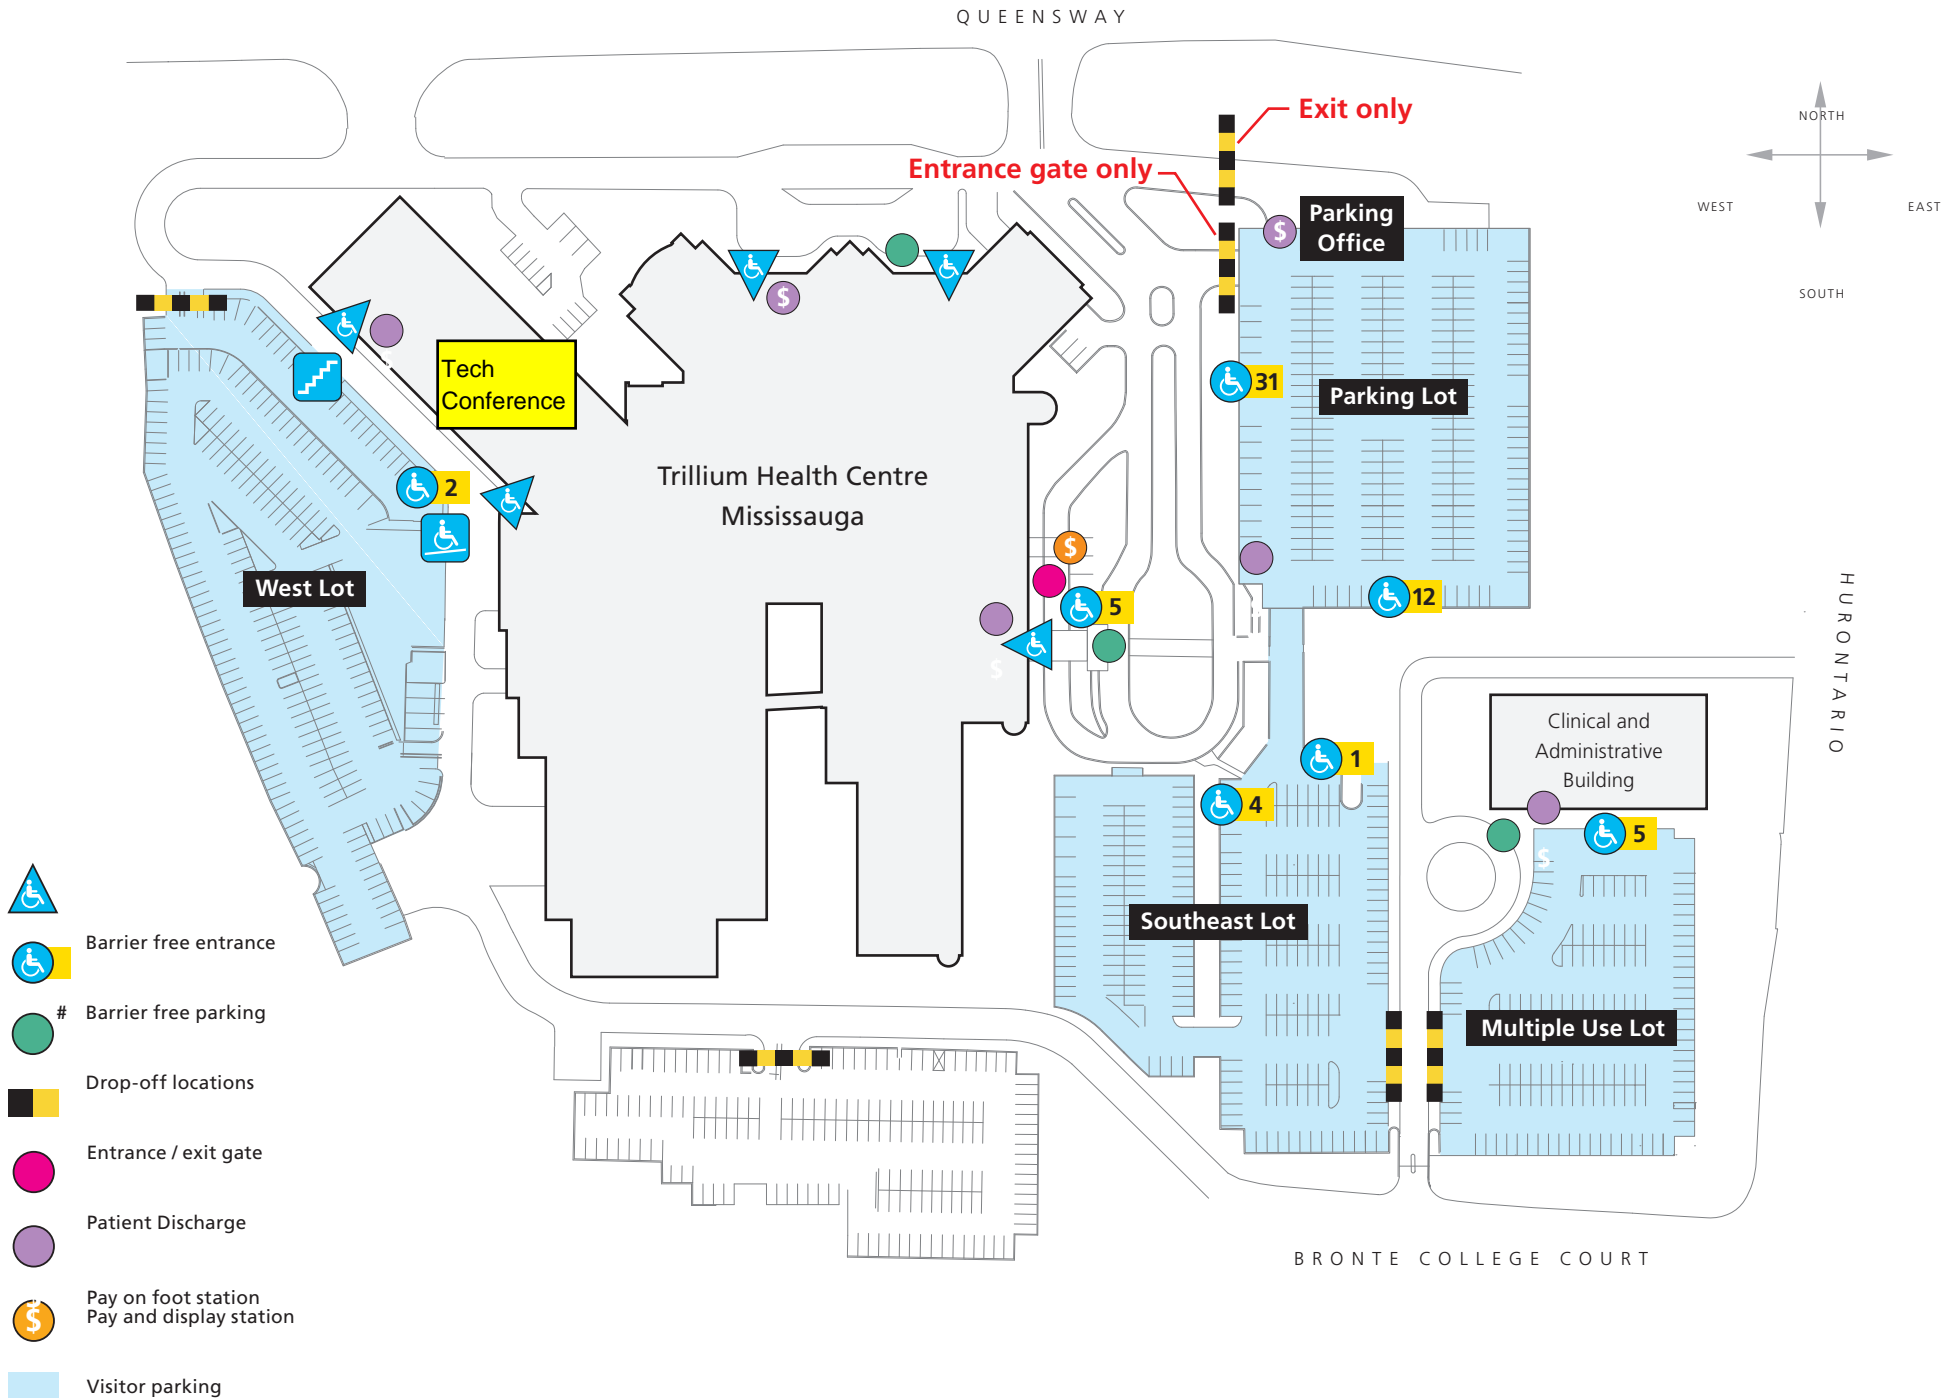 QUEENSWAY
Exit only
Entrance gate only
NORTH
WEST
EAST
SOUTH
Parking
Office
$
$
Tech
Conference
31
Parking Lot
Trillium Health Centre
Mississauga
2
West Lot
$
5
12
$
HURONTARIO
1
4
Clinical and
Administrative
Building
5
$
Southeast Lot
Multiple Use Lot
BRONTE COLLEGE COURT
Barrier free entrance
# Barrier free parking
Drop-off locations
Entrance / exit gate
Patient Discharge
Pay on foot station
$ Pay and display station
Visitor parking